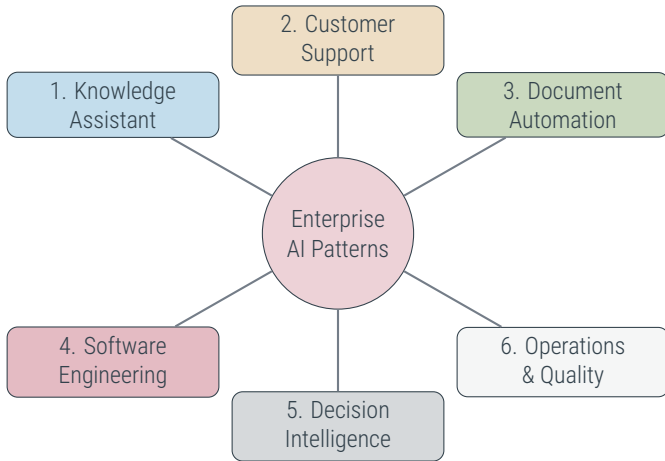 2. Customer
Support
1. Knowledge
Assistant
3. Document
Automation
Enterprise
AI Patterns
4. Software
Engineering
6. Operations
& Quality
5. Decision
Intelligence